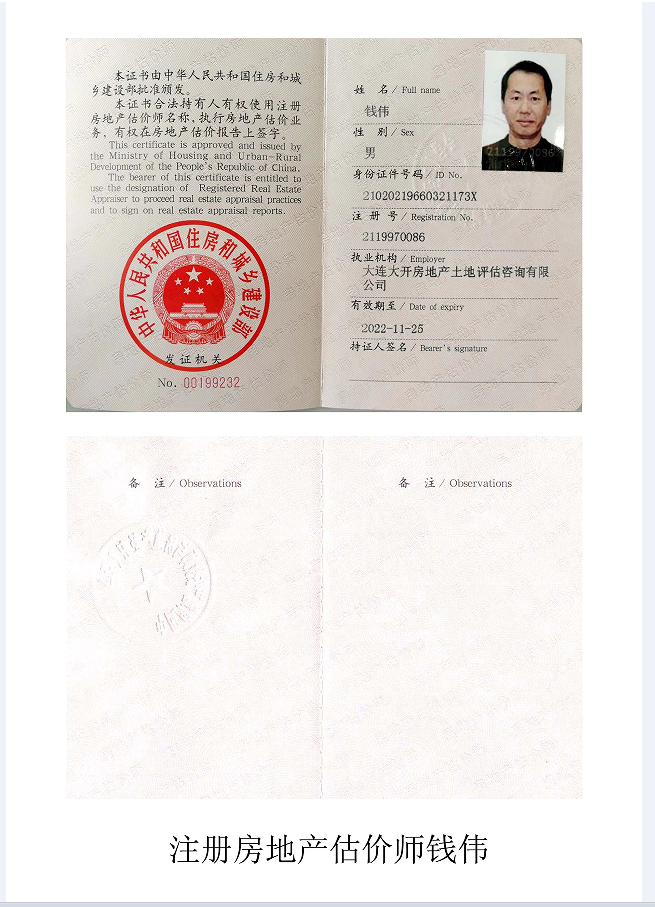 本证书由中华人民共和国住房和城
乡建设部批准颁发。
本证书合法持有人有权使用注册
房地产估价师名称，执行房地产估价业
务，有权在房地产估价报告上签字。
This certificate is approved and issued by
the Ministry of Housing and Urban-Rural
Development of the People's Republic of China.
The bearer of this certificate is entitled to
use the designation of Registered Real Estate
Appraiser to proceed real estate appraisal practices
and to sign on real estate appraisal reports.
中华人民共和国住房和城乡建设部
发证机关
No. 00199232
姓 名 / Full name
钱伟
性 别 / Sex
男
身份证件号码 / ID No.
21020219660321173X
注 册 号 / Registration No.
2119970086
执业机构 / Employer
大连大开房地产土地评估咨询有限
公司
有效期至 / Date of expiry
2022-11-25
持证人签名 / Bearer's signature
备 注 / Observations
备 注 / Observations
注册房地产估价师钱伟